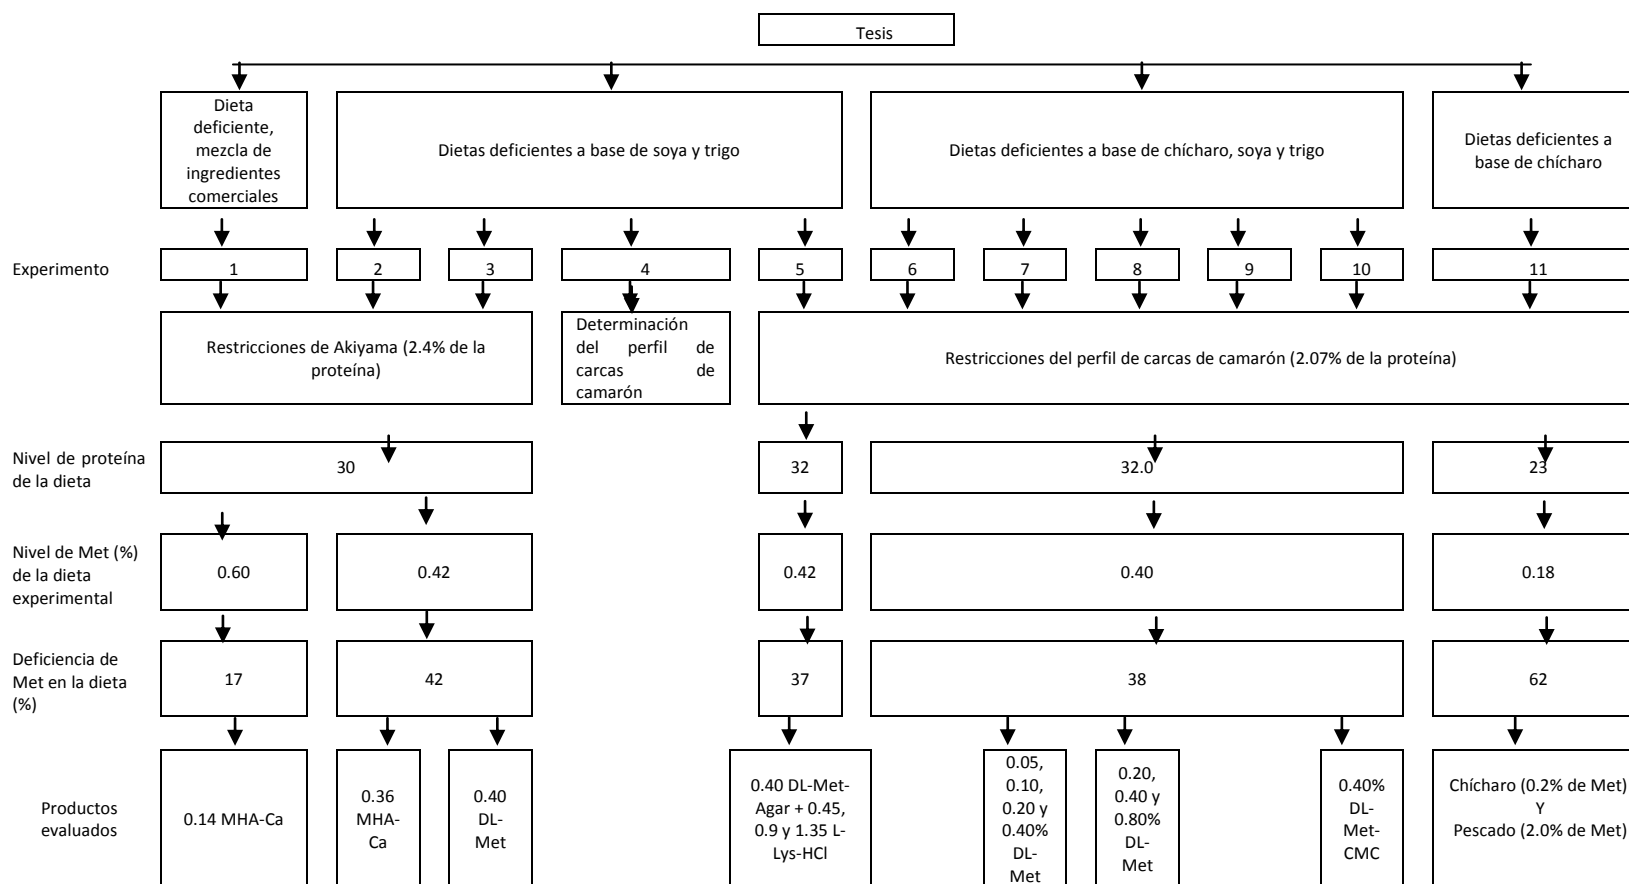 Tesis
Dieta
deficiente,
mezcla de
ingredientes
comerciales
Dietas deficientes a base de soya y trigo
Dietas deficientes a base de chícharo, soya y trigo
Dietas deficientes a
base de chícharo
Experimento
1
2
3
4
5
6
7
8
9
10
11
Restricciones de Akiyama (2.4% de la
proteína)
Determinación
del perfil de
carcas de
camarón
Restricciones del perfil de carcas de camarón (2.07% de la proteína)
Nivel de proteína
de la dieta
30
32
32.0
23
Nivel de Met (%)
de la dieta
experimental
0.60
0.42
0.42
0.40
0.18
Deficiencia de
Met en la dieta
(%)
17
42
37
38
62
Productos
evaluados
0.14 MHA-Ca
0.36
MHA-
Ca
0.40
DL-
Met
0.40 DL-Met-
Agar + 0.45,
0.9 y 1.35 L-
Lys-HCl
0.05,
0.10,
0.20 y
0.40%
DL-
Met
0.20,
0.40 y
0.80%
DL-
Met
0.40%
DL-
Met-
CMC
Chícharo (0.2% de Met)
Y
Pescado (2.0% de Met)